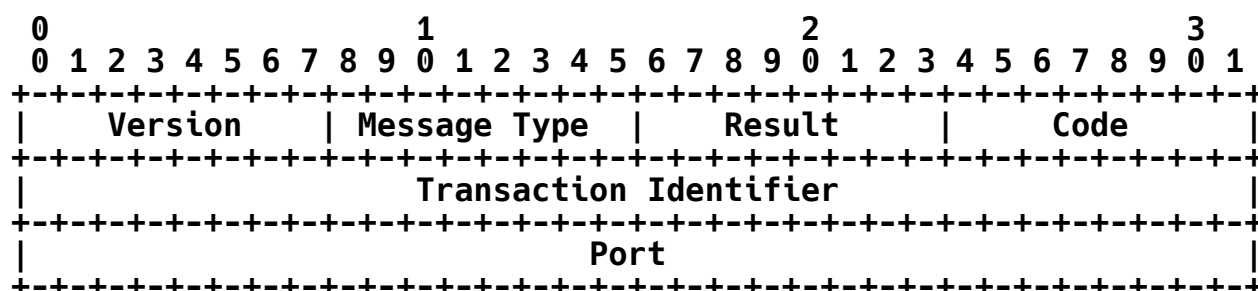 0                   1                   2                   3
 0 1 2 3 4 5 6 7 8 9 0 1 2 3 4 5 6 7 8 9 0 1 2 3 4 5 6 7 8 9 0 1
+-+-+-+-+-+-+-+-+-+-+-+-+-+-+-+-+-+-+-+-+-+-+-+-+-+-+-+-+-+-+-+-+
|    Version    | Message Type  |    Result     |     Code      |
+-+-+-+-+-+-+-+-+-+-+-+-+-+-+-+-+-+-+-+-+-+-+-+-+-+-+-+-+-+-+-+-+
|                    Transaction Identifier                     |
+-+-+-+-+-+-+-+-+-+-+-+-+-+-+-+-+-+-+-+-+-+-+-+-+-+-+-+-+-+-+-+-+
|                             Port                              |
+-+-+-+-+-+-+-+-+-+-+-+-+-+-+-+-+-+-+-+-+-+-+-+-+-+-+-+-+-+-+-+-+